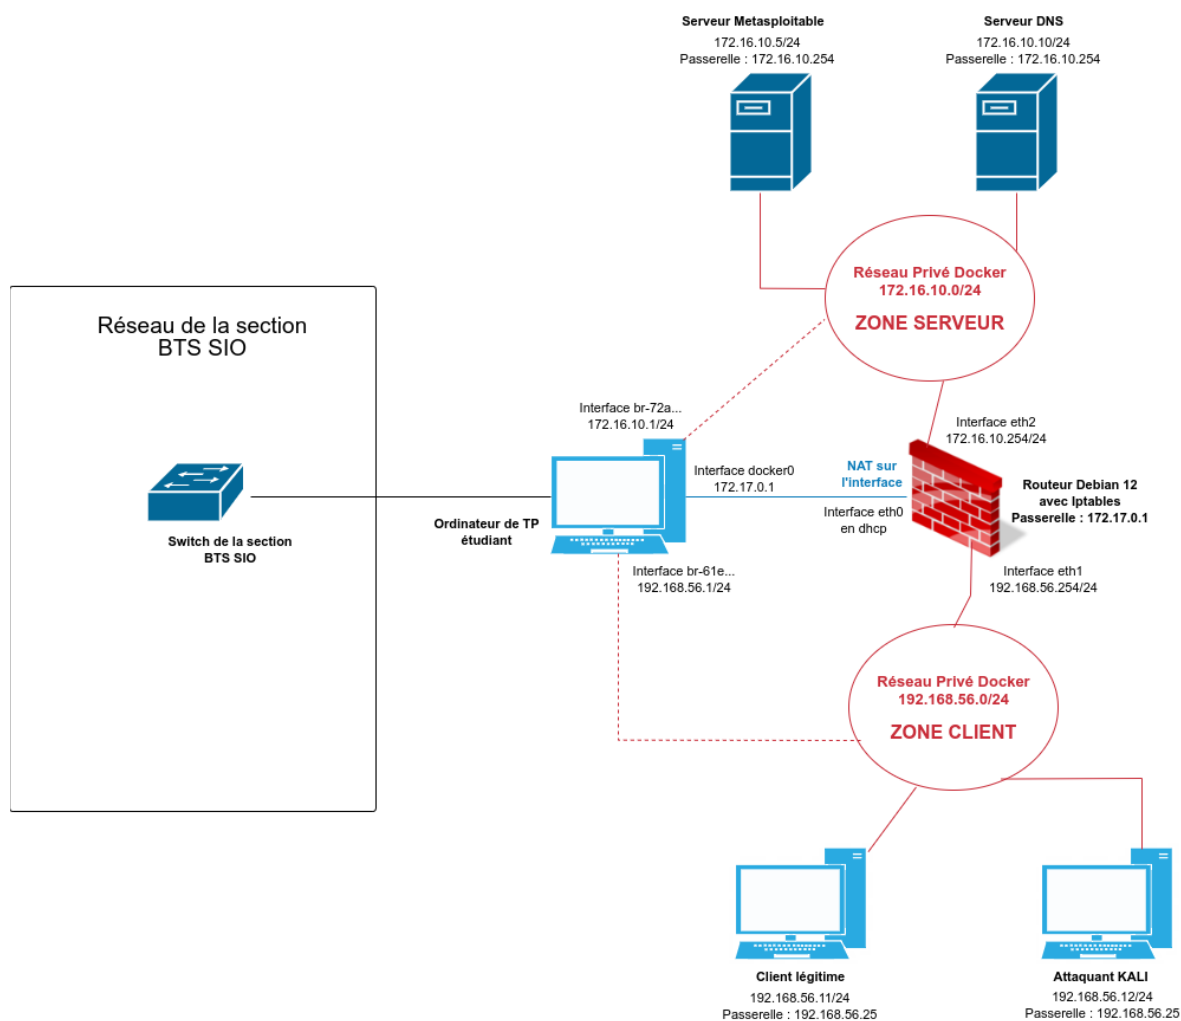 Serveur Metasploitable
172.16.10.5/24
Passerelle : 172.16.10.254
Serveur DNS
172.16.10.10/24
Passerelle : 172.16.10.254
Réseau Privé Docker
172.16.10.0/24
ZONE SERVEUR
Réseau de la section
BTS SIO
Interface br-72a...
172.16.10.1/24
Interface eth2
172.16.10.254/24
Interface docker0
172.17.0.1
NAT sur
l'interface
Interface eth0
en dhcp
Routeur Debian 12
avec Iptables
Passerelle : 172.17.0.1
Ordinateur de TP
étudiant
Switch de la section
BTS SIO
Interface br-61e...
192.168.56.1/24
Interface eth1
192.168.56.254/24
Réseau Privé Docker
192.168.56.0/24
ZONE CLIENT
Client légitime
192.168.56.11/24
Passerelle : 192.168.56.25
Attaquant KALI
192.168.56.12/24
Passerelle : 192.168.56.25